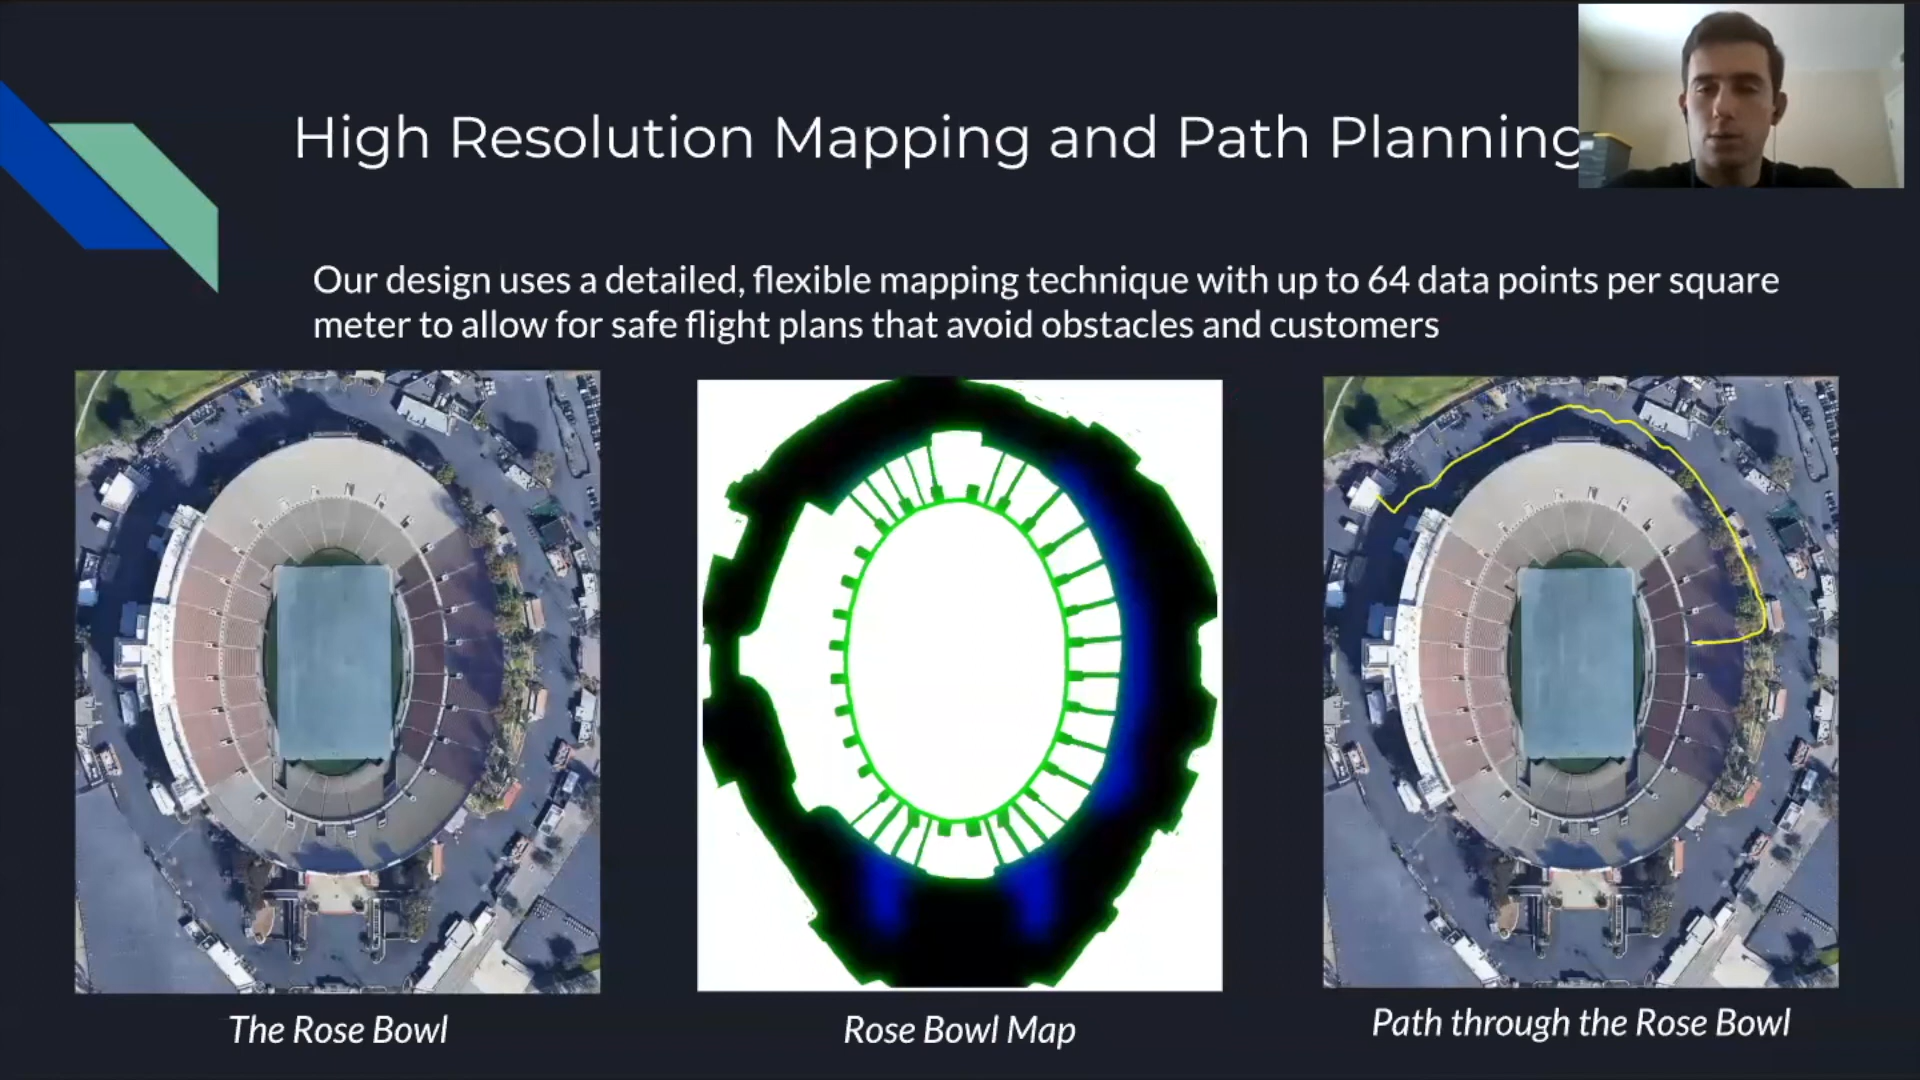 High Resolution Mapping and Path Planning
Our design uses a detailed, flexible mapping technique with up to 64 data points per square
meter to allow for safe flight plans that avoid obstacles and customers
The Rose Bowl
Rose Bowl Map
Path through the Rose Bowl